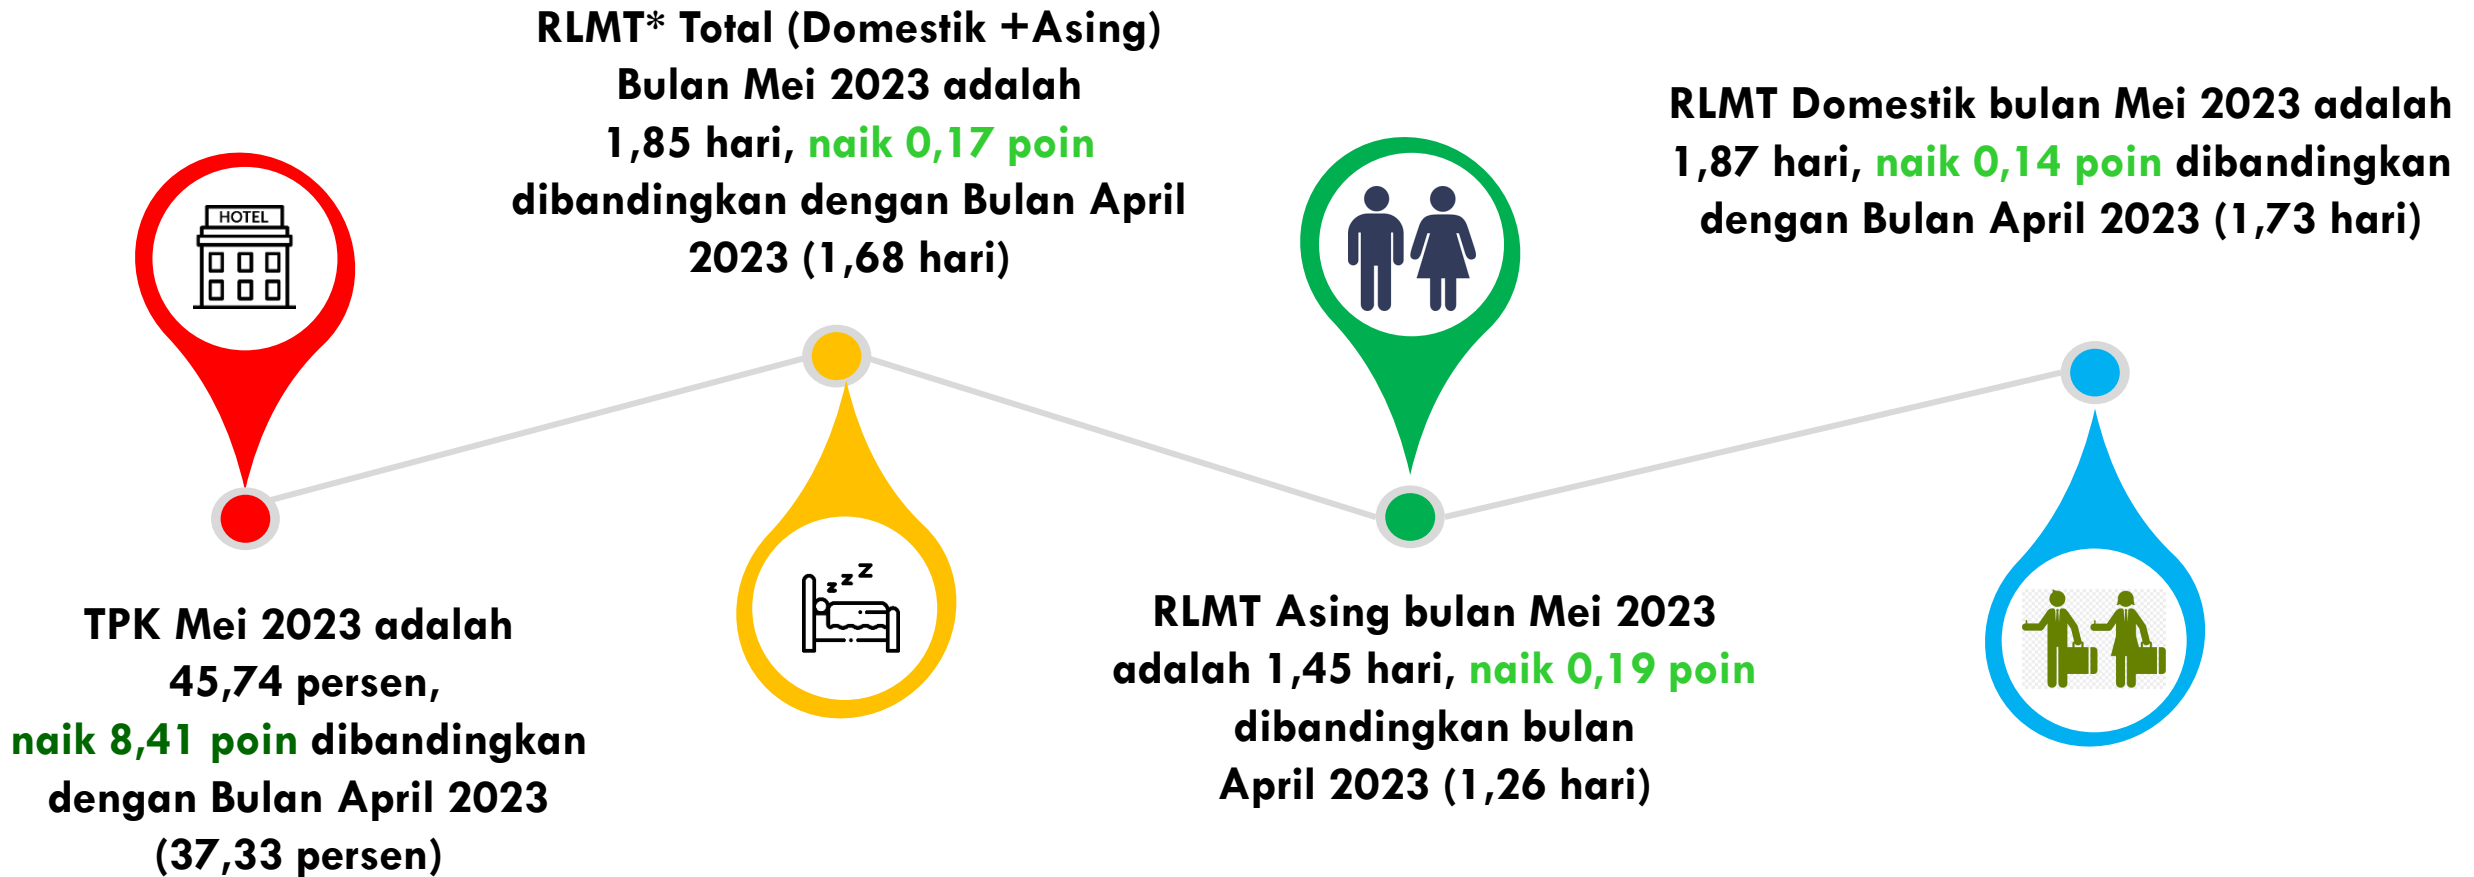 HOTEL
TPK Mei 2023 adalah
45,74 persen,
naik 8,41 poin dibandingkan
dengan Bulan April 2023
(37,33 persen)
RLMT* Total (Domestik +Asing)
Bulan Mei 2023 adalah
1,85 hari, naik 0,17 poin
dibandingkan dengan Bulan April
2023 (1,68 hari)
z z z
RLMT Asing bulan Mei 2023
adalah 1,45 hari, naik 0,19 poin
dibandingkan bulan
April 2023 (1,26 hari)
RLMT Domestik bulan Mei 2023 adalah
1,87 hari, naik 0,14 poin dibandingkan
dengan Bulan April 2023 (1,73 hari)